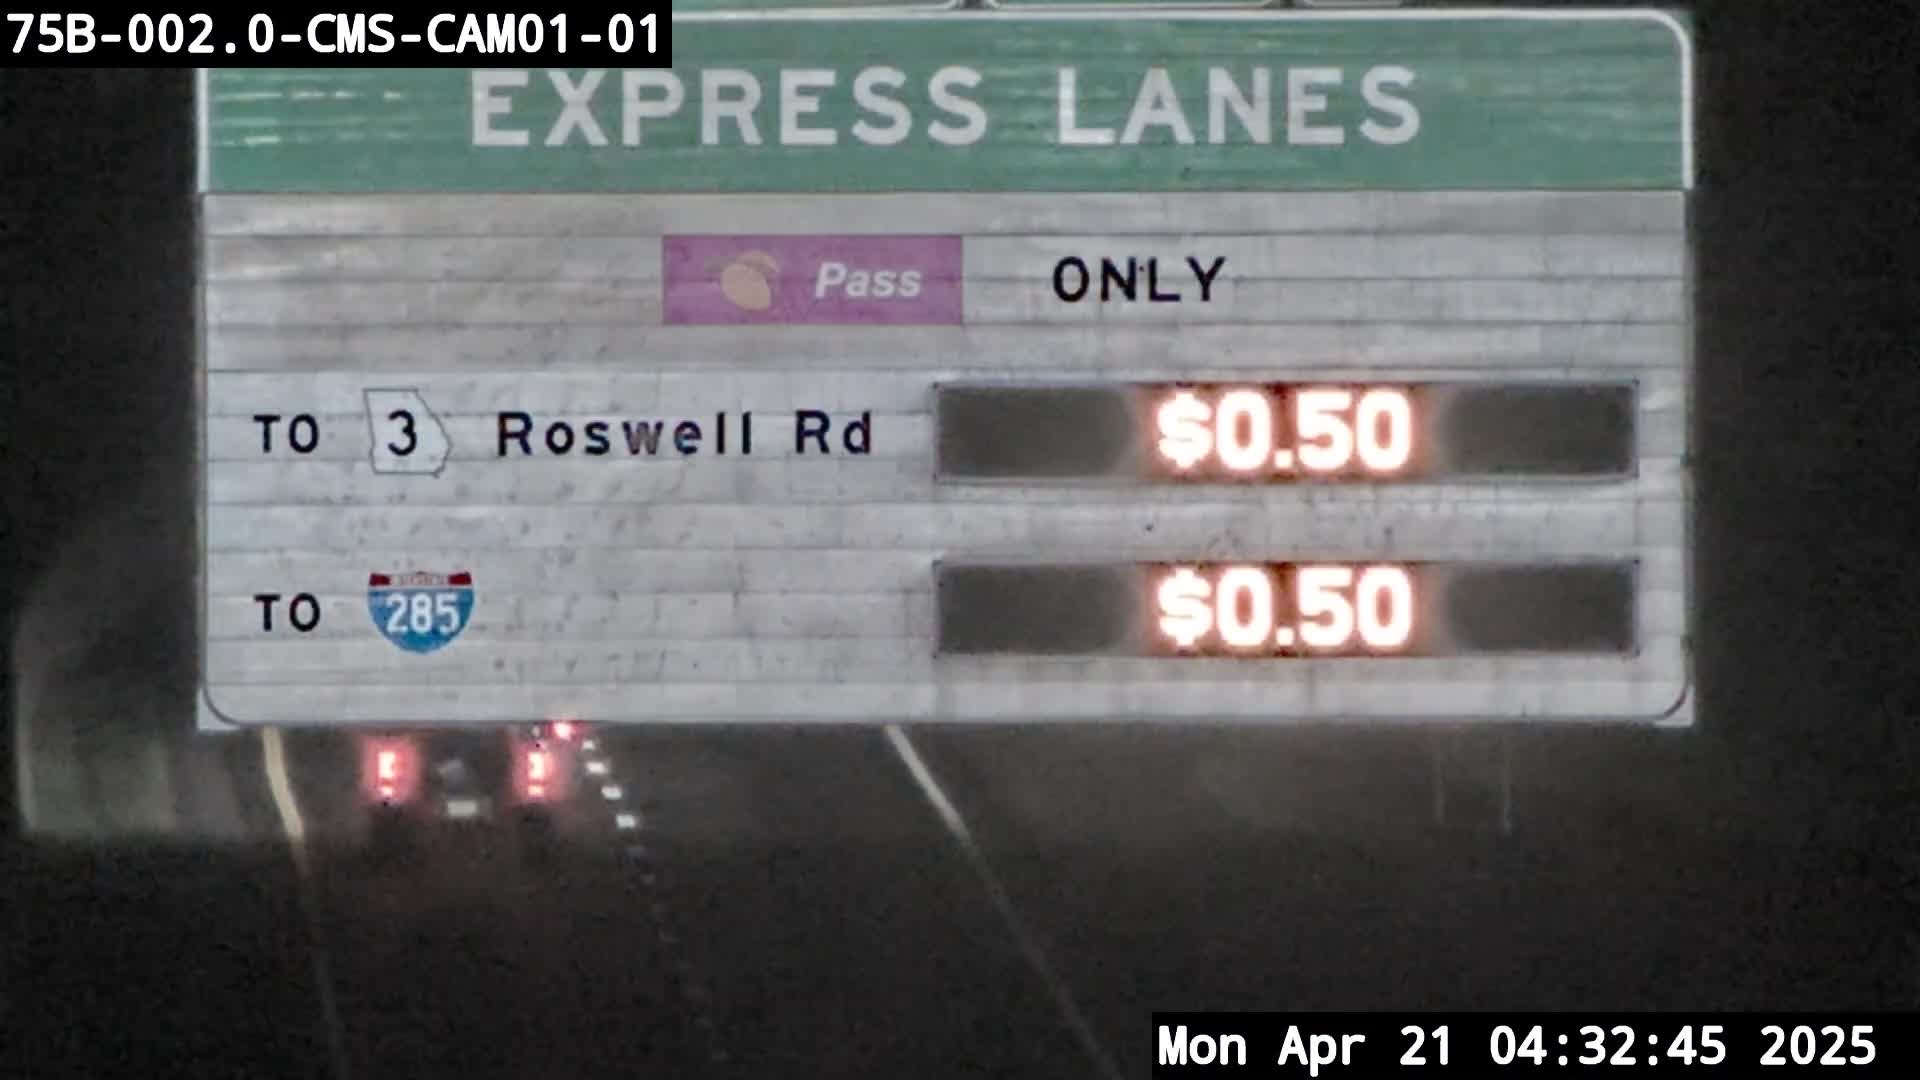 75B-002.0-CMS-CAM01-01
EXPRESS LANES
Pass ONLY
TO 3 Roswell Rd $0.50
TO 285 $0.50
Mon Apr 21 04:32:45 2025